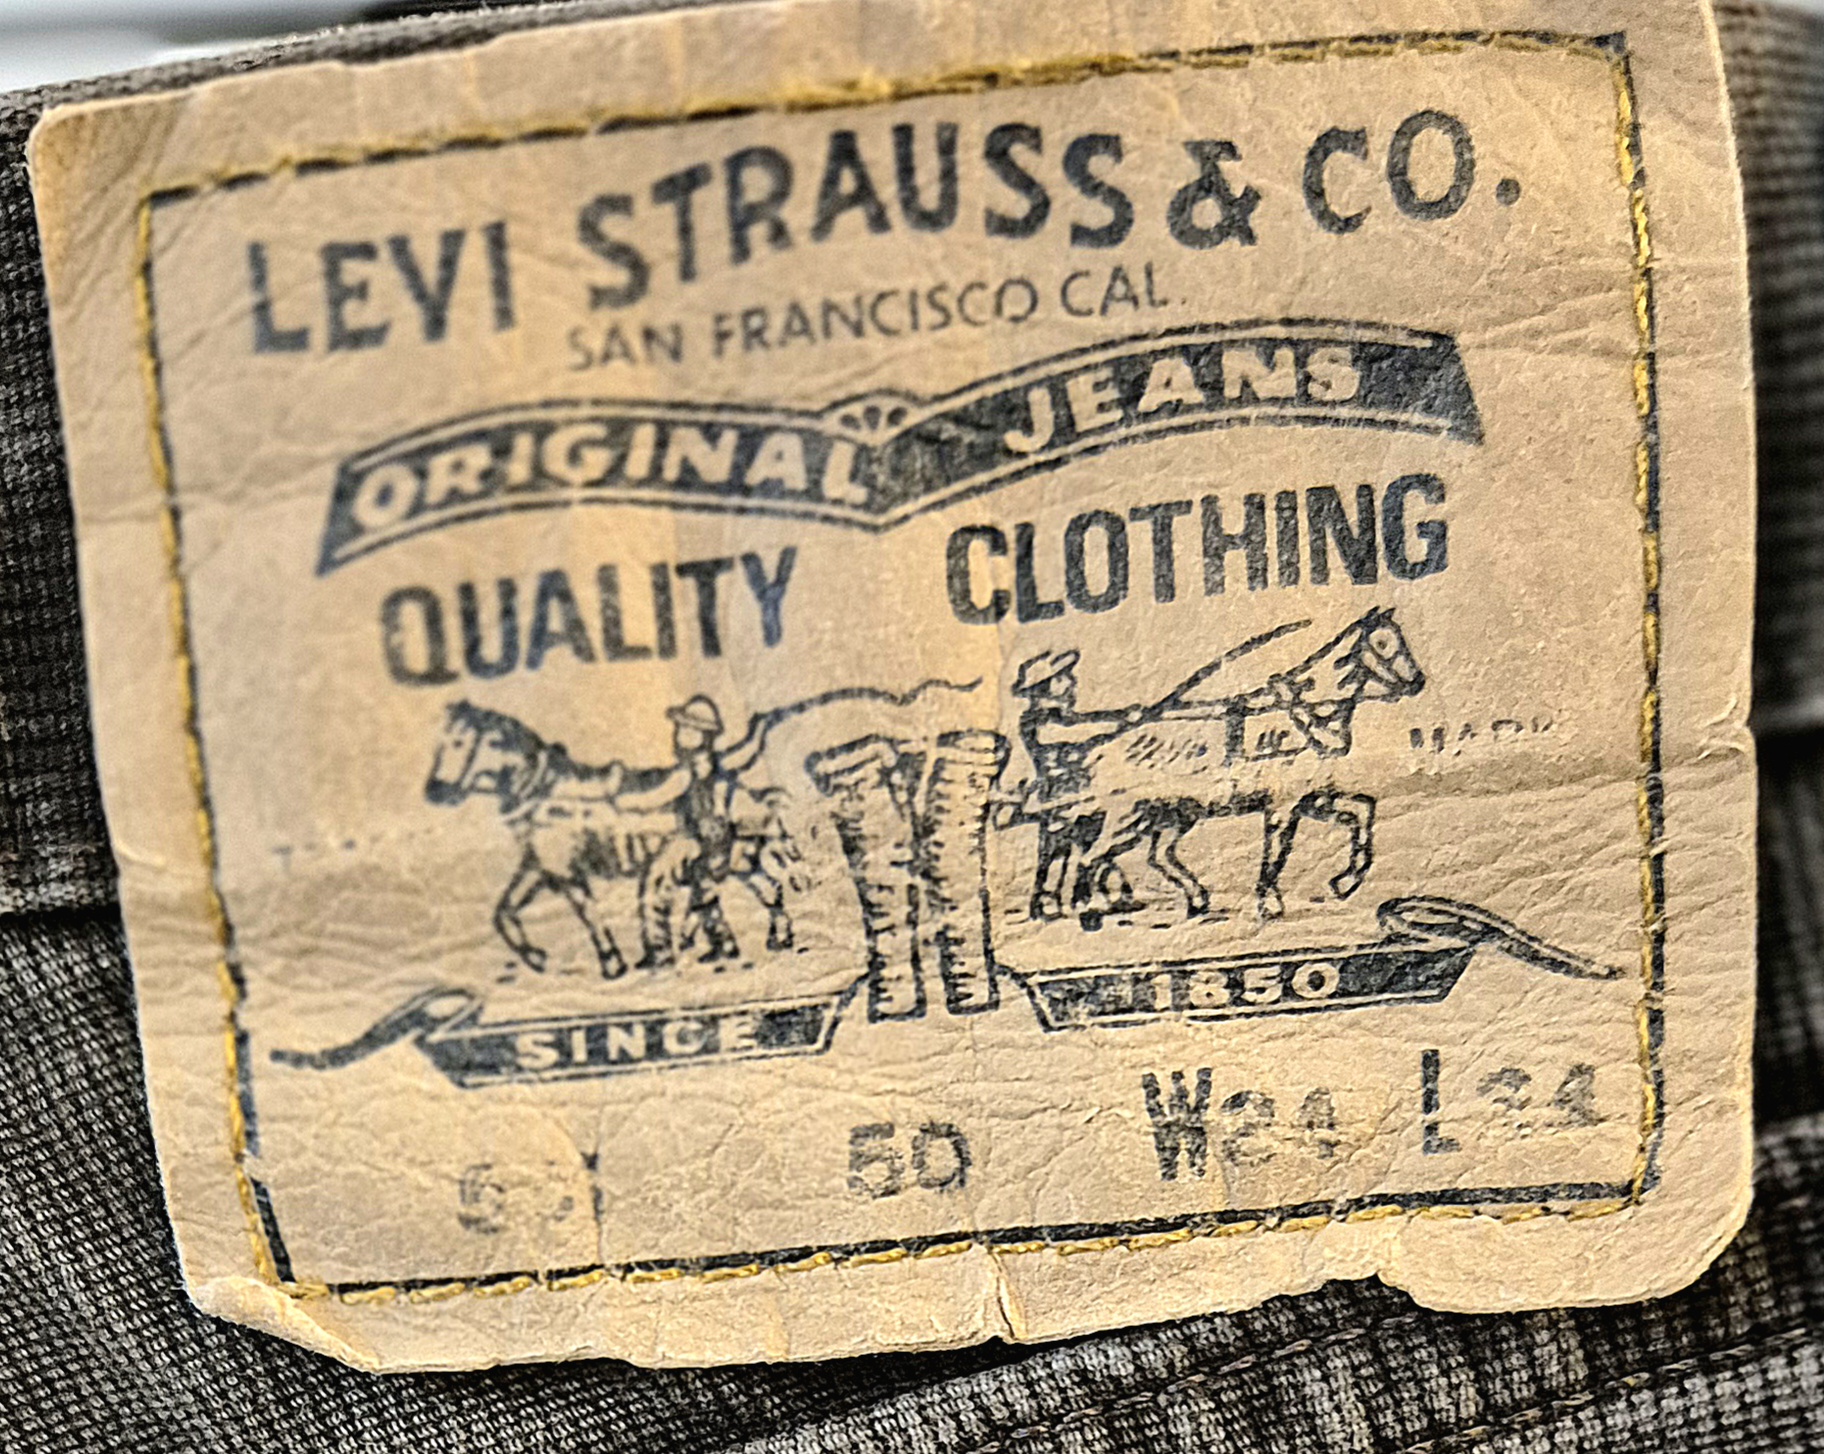 LEVI STRAUSS & CO.
SAN FRANCISCO CAL.
ORIGINAL JEANS
QUALITY CLOTHING
SINCE 1850
50 W L